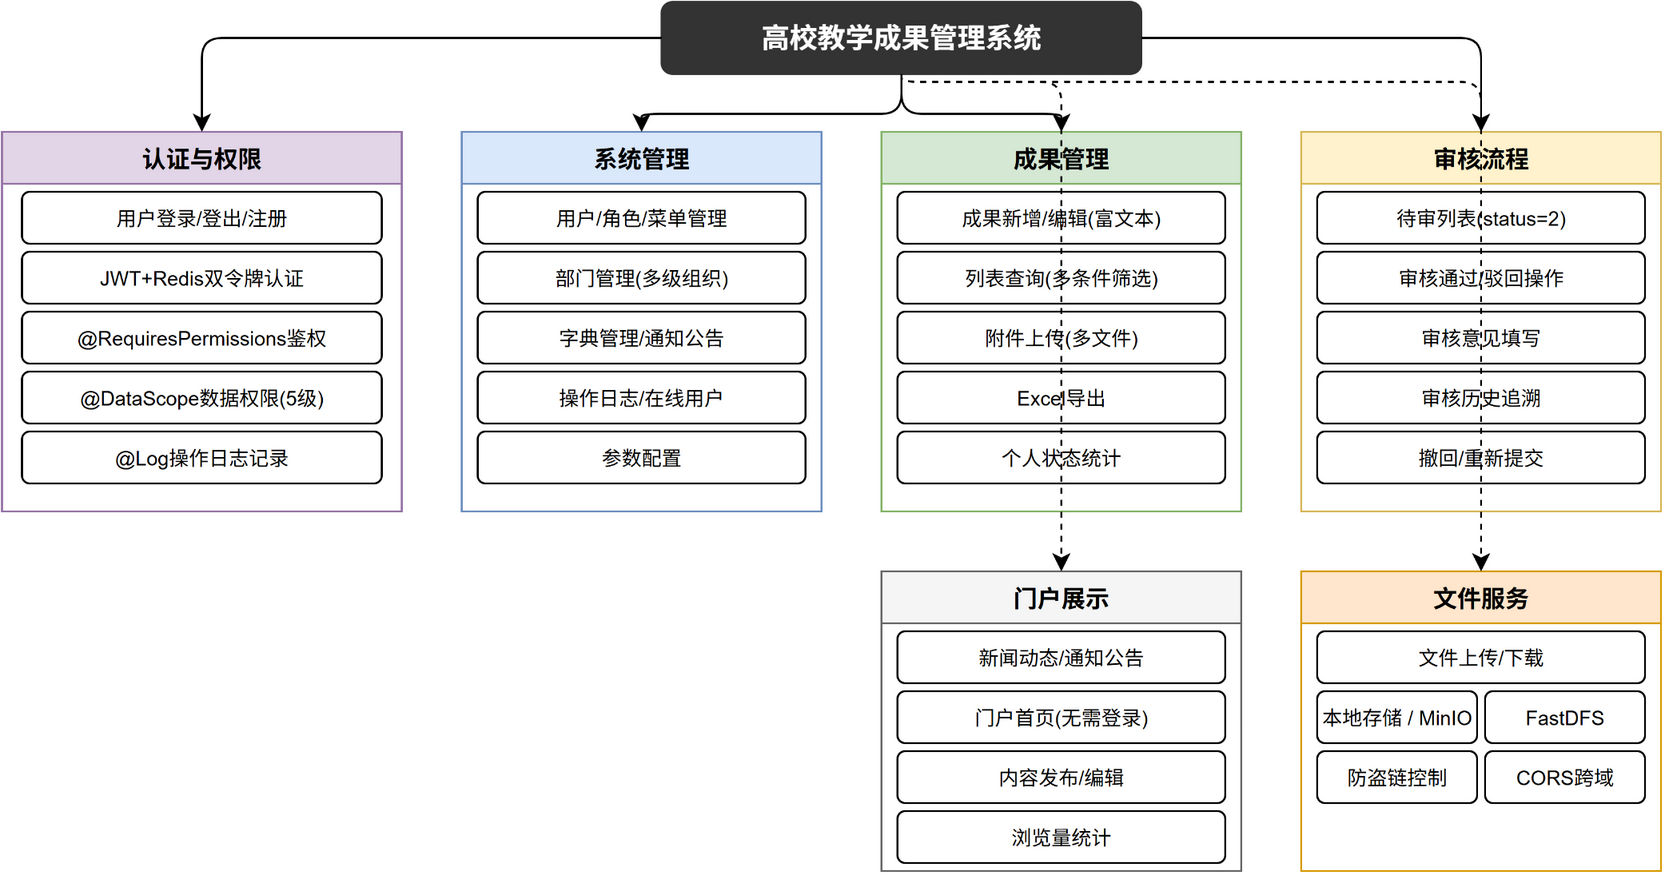 高校教学成果管理系统
认证与权限
用户登录/登出/注册
JWT+Redis双令牌认证
@RequiresPermissions鉴权
@DataScope数据权限(5级)
@Log操作日志记录
系统管理
用户/角色/菜单管理
部门管理(多级组织)
字典管理/通知公告
操作日志/在线用户
参数配置
成果管理
成果新增/编辑(富文本)
列表查询(多条件筛选)
附件上传(多文件)
Excel导出
个人状态统计
审核流程
待审列表(status=2)
审核通过/驳回操作
审核意见填写
审核历史追溯
撤回/重新提交
门户展示
新闻动态/通知公告
门户首页(无需登录)
内容发布/编辑
浏览量统计
文件服务
文件上传/下载
本地存储 / MinIO
FastDFS
防盗链控制
CORS跨域